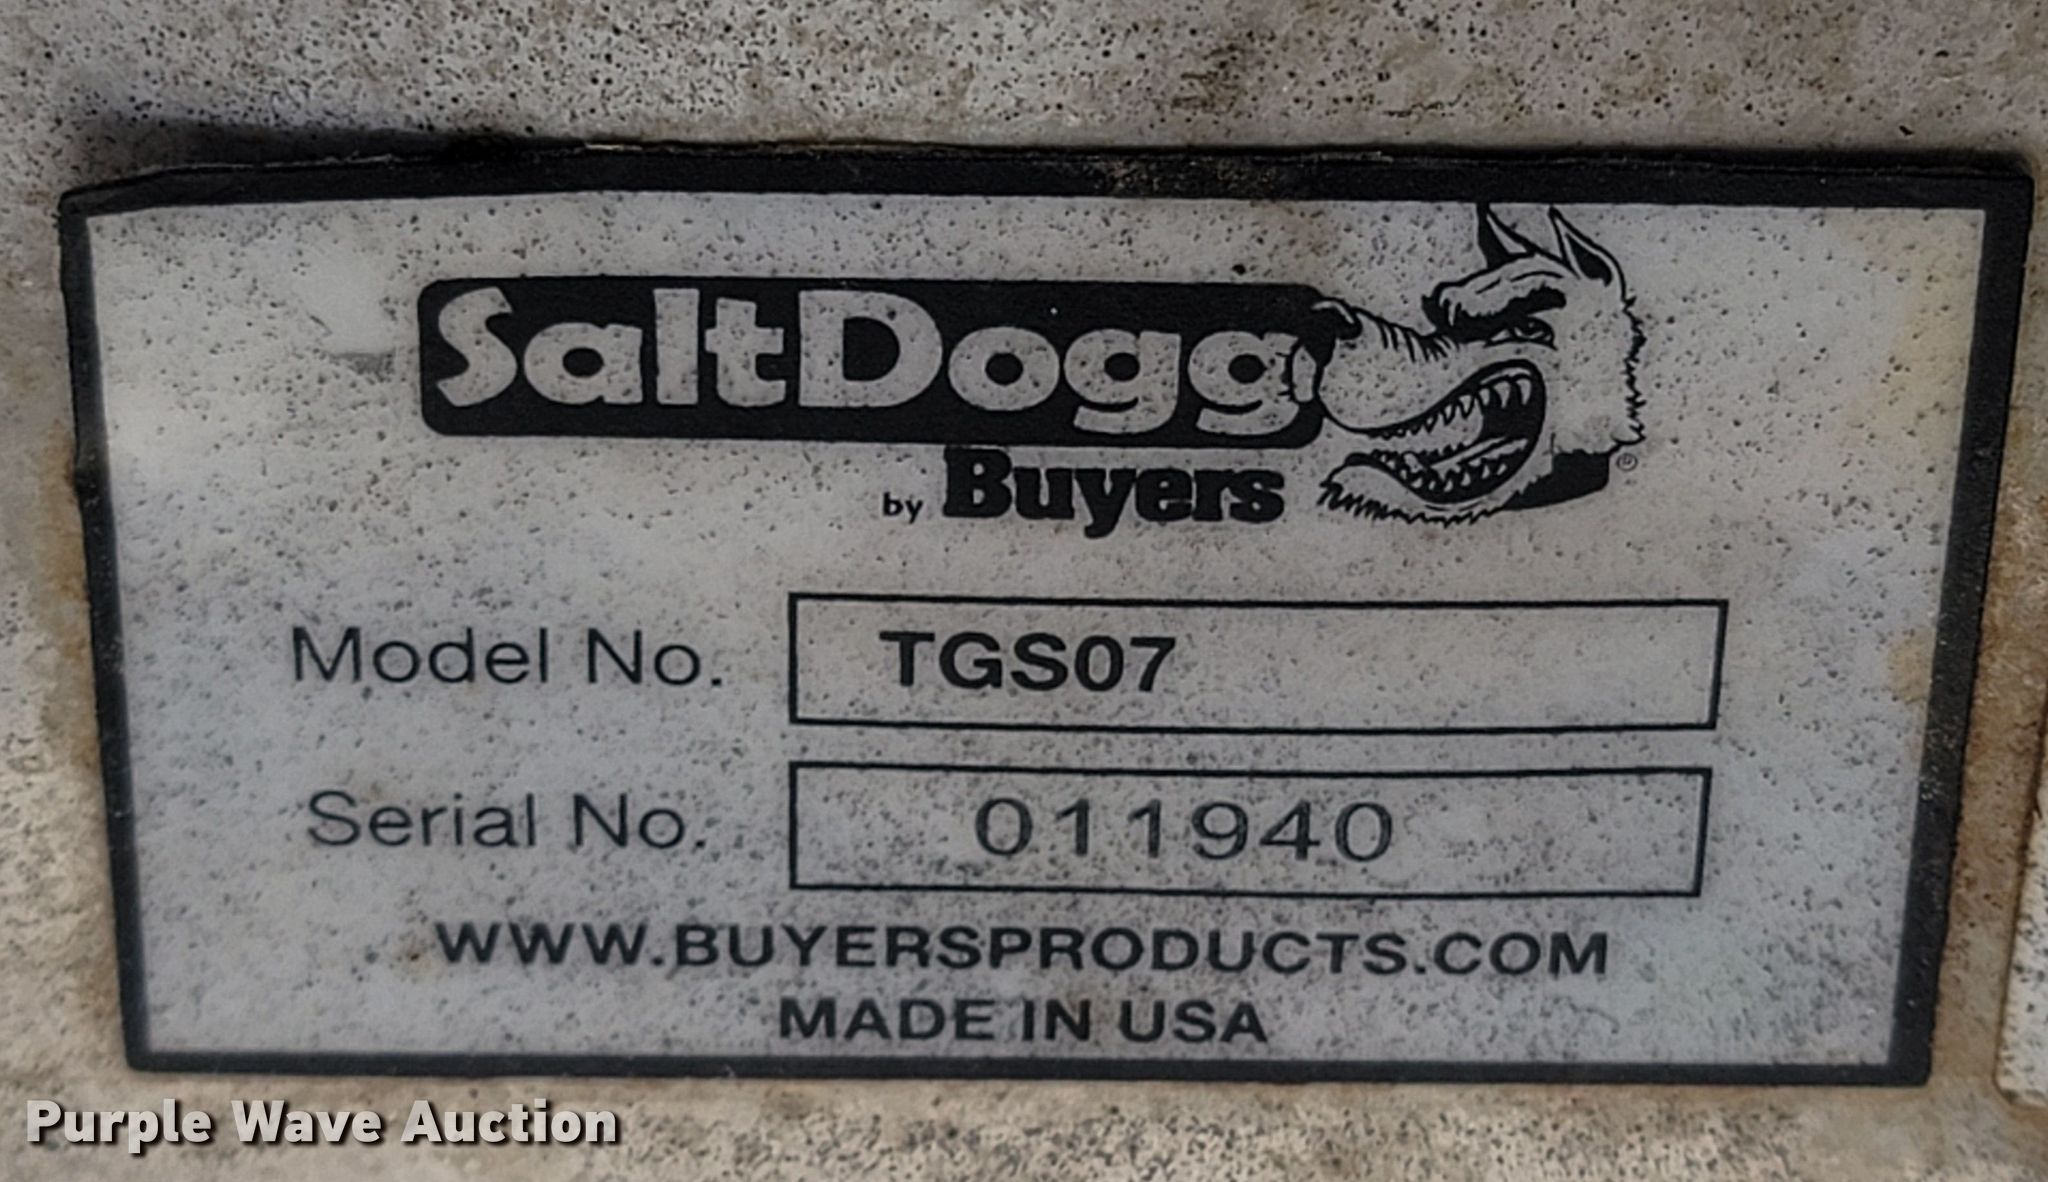 SaltDogg
by Buyers
Model No. TGS07
Serial No. 011940
WWW.BUYERSPRODUCTS.COM
MADE IN USA
Purple Wave Auction